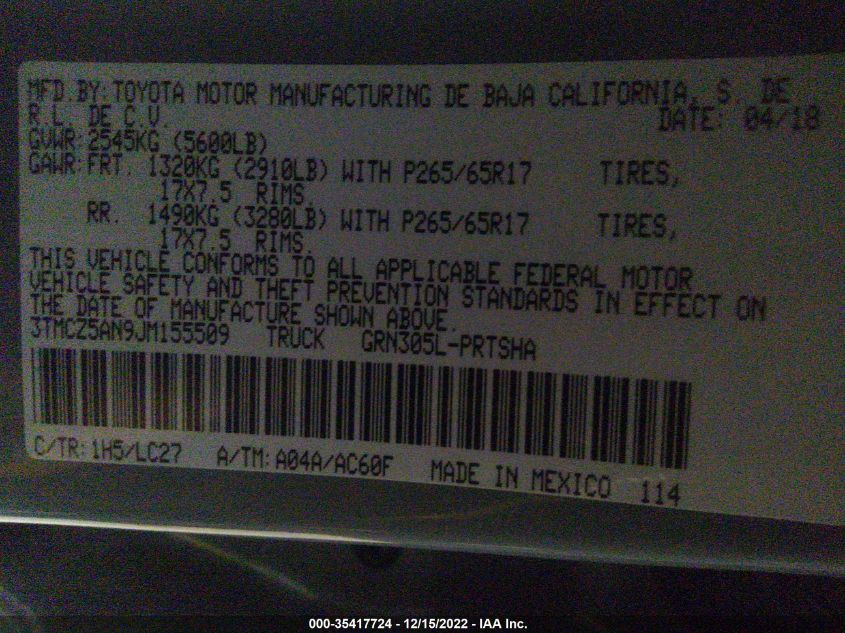 MFD.BY:TOYOTA MOTOR MANUFACTURING DE BAJA CALIFORNIA, S. DE
R.L. DE C.V. DATE: 04/18
GVWR:2545KG (5600LB)
GAWR:FRT. 1320KG (2910LB) WITH P265/65R17 TIRES,
17X7.5 RIMS.
RR. 1490KG (3280LB) WITH P265/65R17 TIRES,
17X7.5 RIMS.
THIS VEHICLE CONFORMS TO ALL APPLICABLE FEDERAL MOTOR
VEHICLE SAFETY AND THEFT PREVENTION STANDARDS IN EFFECT ON
THE DATE OF MANUFACTURE SHOWN ABOVE.
3TMCZ5AN9JM155509 TRUCK GRN305L-PRTSHA
C/TR:1H5/LC27 A/TM:A04A/AC60F MADE IN MEXICO 114
000-35417724 - 12/15/2022 - IAA Inc.